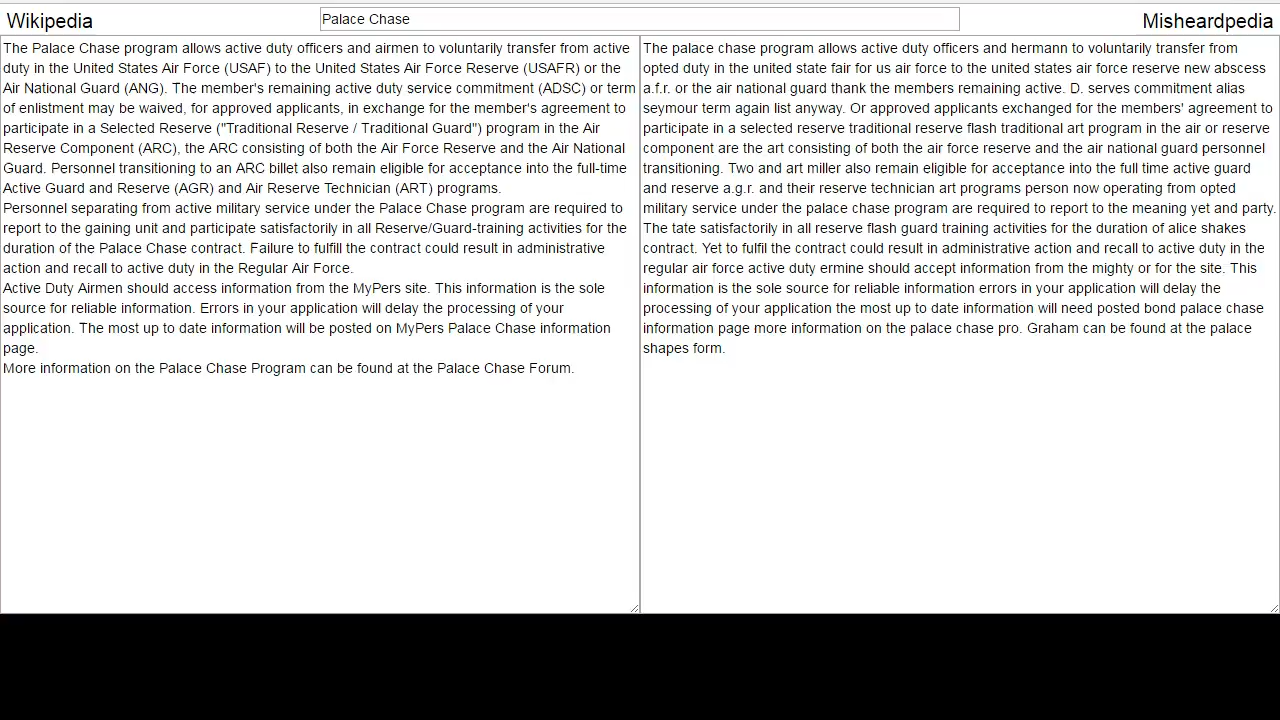 Wikipedia
Palace Chase
Misheardpedia
The Palace Chase program allows active duty officers and airmen to voluntarily transfer from active
duty in the United States Air Force (USAF) to the United States Air Force Reserve (USAFR) or the
Air National Guard (ANG). The member's remaining active duty service commitment (ADSC) or term
of enlistment may be waived, for approved applicants, in exchange for the member's agreement to
participate in a Selected Reserve ("Traditional Reserve / Traditional Guard") program in the Air
Reserve Component (ARC), the ARC consisting of both the Air Force Reserve and the Air National
Guard. Personnel transitioning to an ARC billet also remain eligible for acceptance into the full-time
Active Guard and Reserve (AGR) and Air Reserve Technician (ART) programs.
Personnel separating from active military service under the Palace Chase program are required to
report to the gaining unit and participate satisfactorily in all Reserve/Guard-training activities for the
duration of the Palace Chase contract. Failure to fulfill the contract could result in administrative
action and recall to active duty in the Regular Air Force.
Active Duty Airmen should access information from the MyPers site. This information is the sole
source for reliable information. Errors in your application will delay the processing of your
application. The most up to date information will be posted on MyPers Palace Chase information
page.
More information on the Palace Chase Program can be found at the Palace Chase Forum.
The palace chase program allows active duty officers and hermann to voluntarily transfer from
opted duty in the united state fair for us air force to the united states air force reserve new abscess
a.f.r. or the air national guard thank the members remaining active. D. serves commitment alias
seymour term again list anyway. Or approved applicants exchanged for the members' agreement to
participate in a selected reserve traditional reserve flash traditional art program in the air or reserve
component are the art consisting of both the air force reserve and the air national guard personnel
transitioning. Two and art miller also remain eligible for acceptance into the full time active guard
and reserve a.g.r. and their reserve technician art programs person now operating from opted
military service under the palace chase program are required to report to the meaning yet and party.
The tate satisfactorily in all reserve flash guard training activities for the duration of alice shakes
contract. Yet to fulfil the contract could result in administrative action and recall to active duty in the
regular air force active duty ermine should accept information from the mighty or for the site. This
information is the sole source for reliable information errors in your application will delay the
processing of your application the most up to date information will need posted bond palace chase
information page more information on the palace chase pro. Graham can be found at the palace
shapes form.